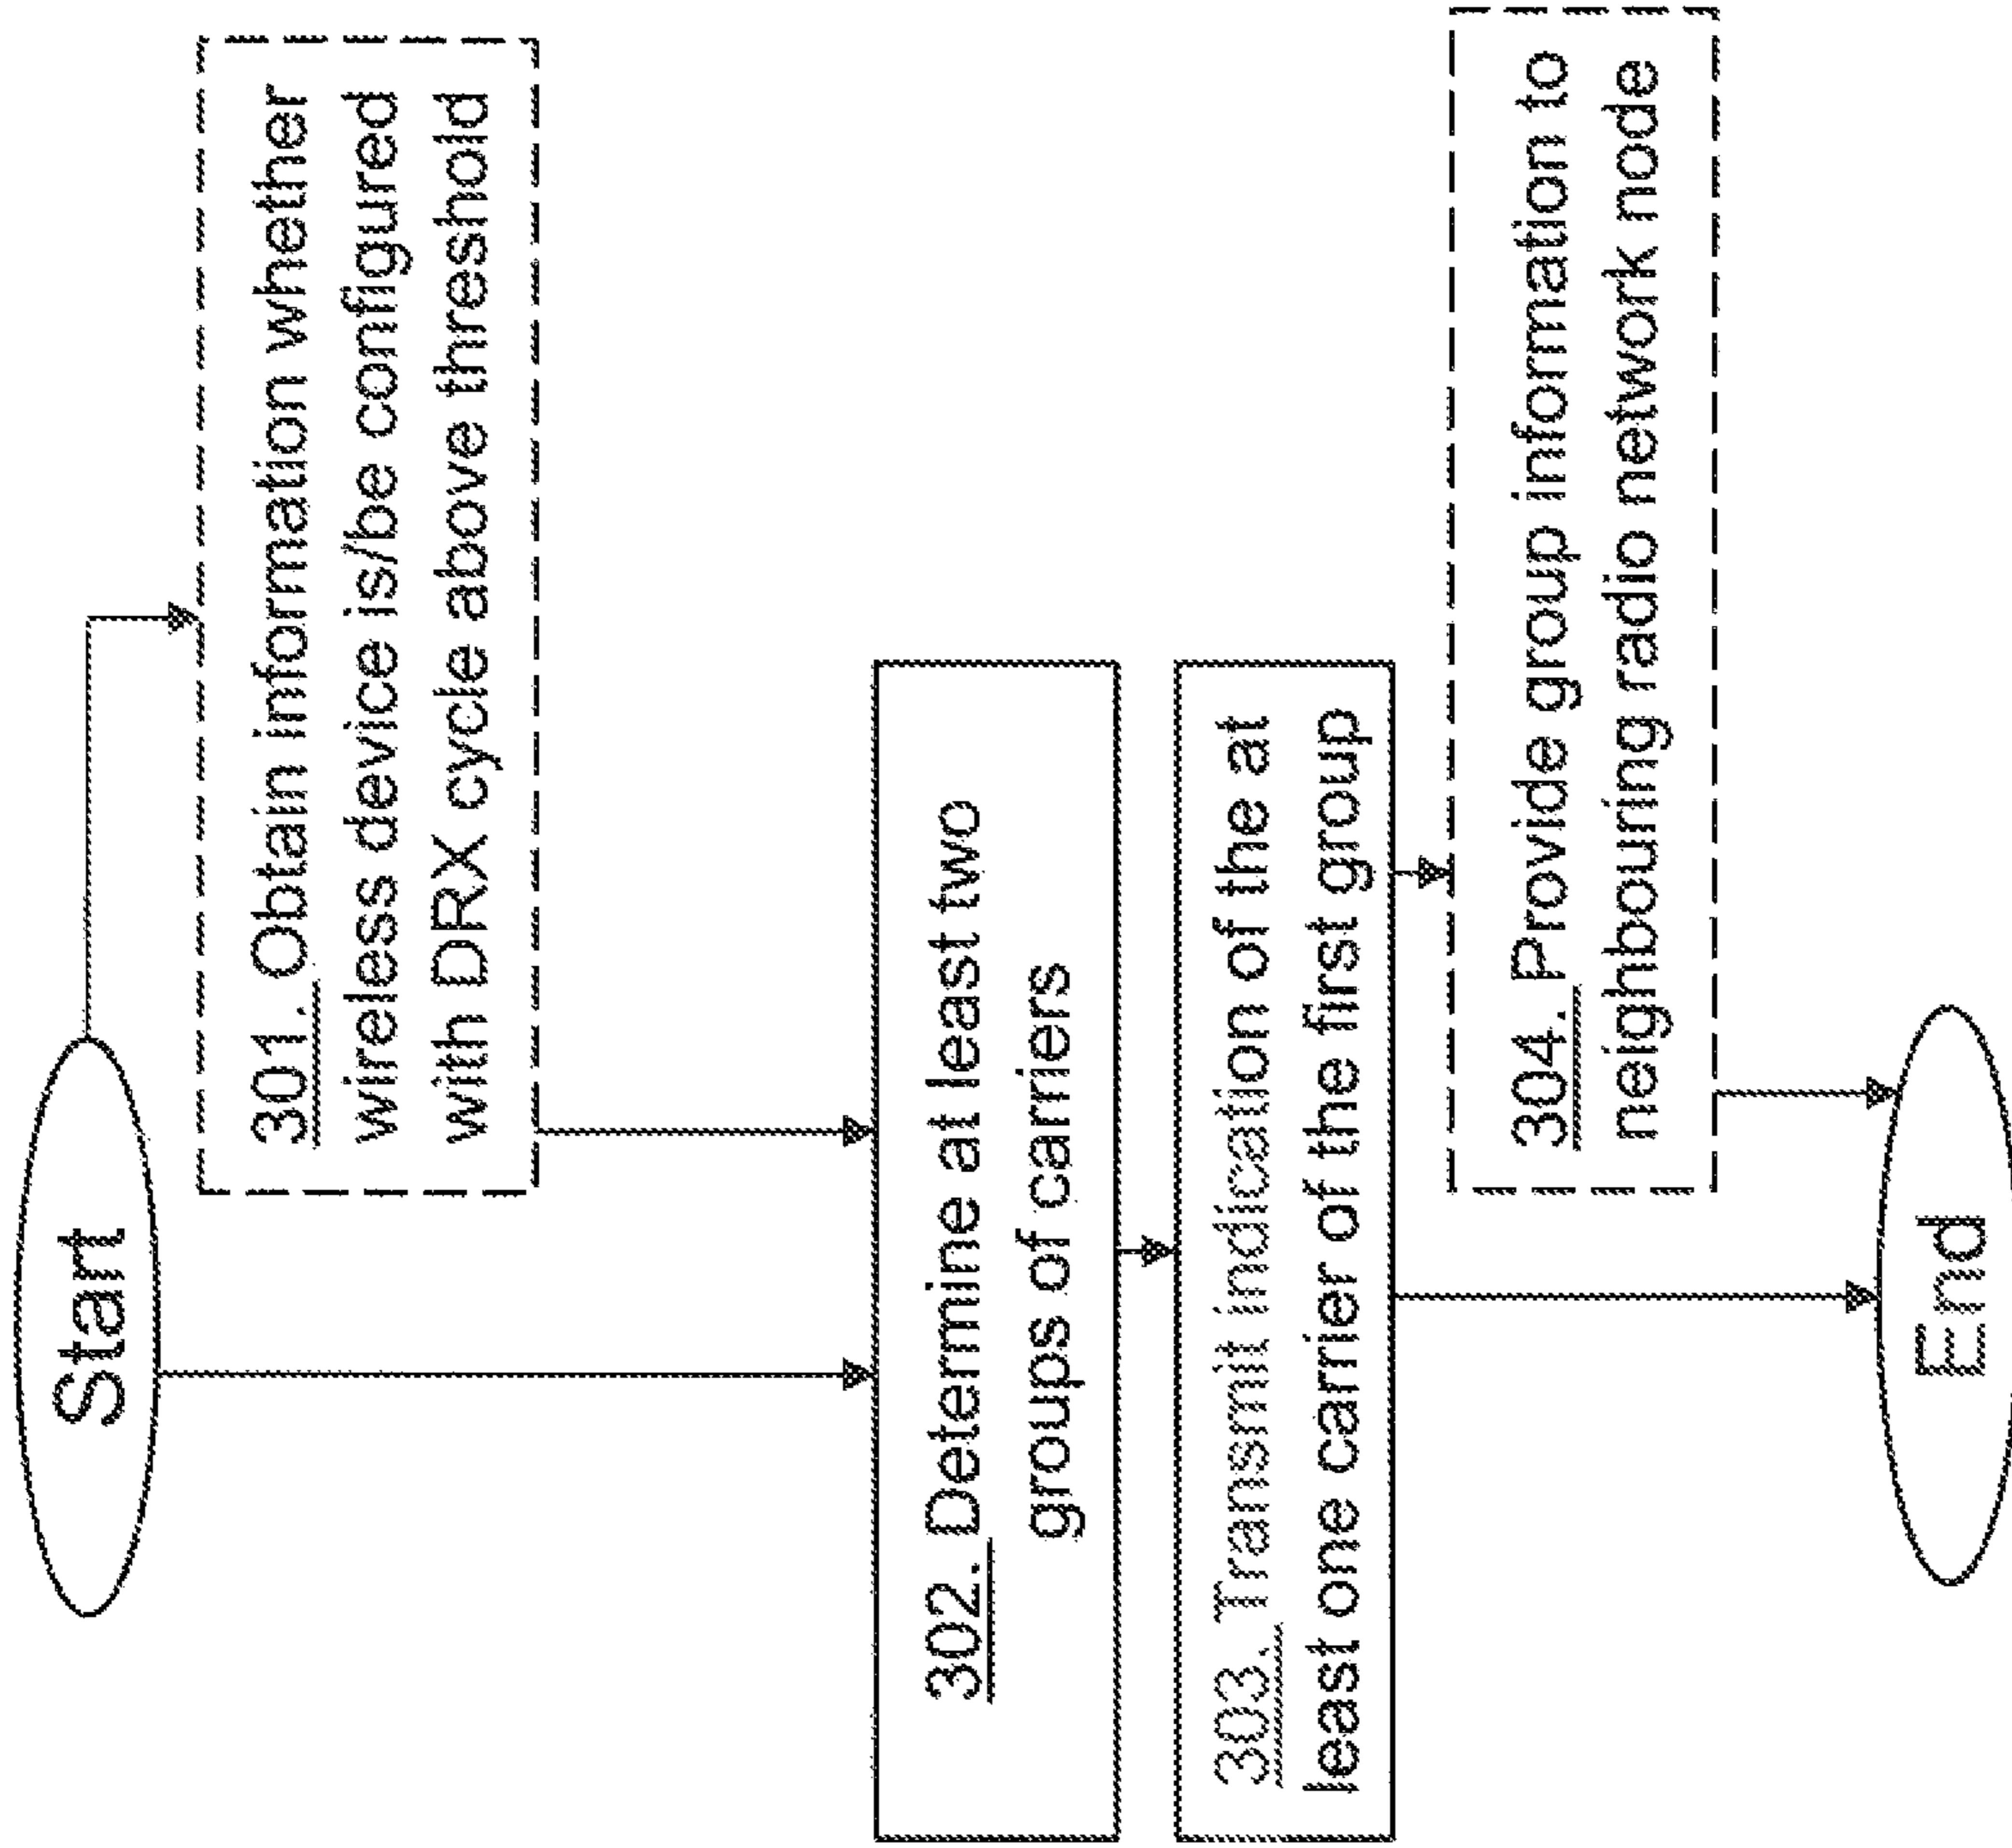 Start
301. Obtain information whether
wireless device is/be configured
with DRX cycle above threshold
302. Determine at least two
groups of carriers
303. Transmit indication of the at
least one carrier of the first group
304. Provide group information to
neighbouring radio network node
End